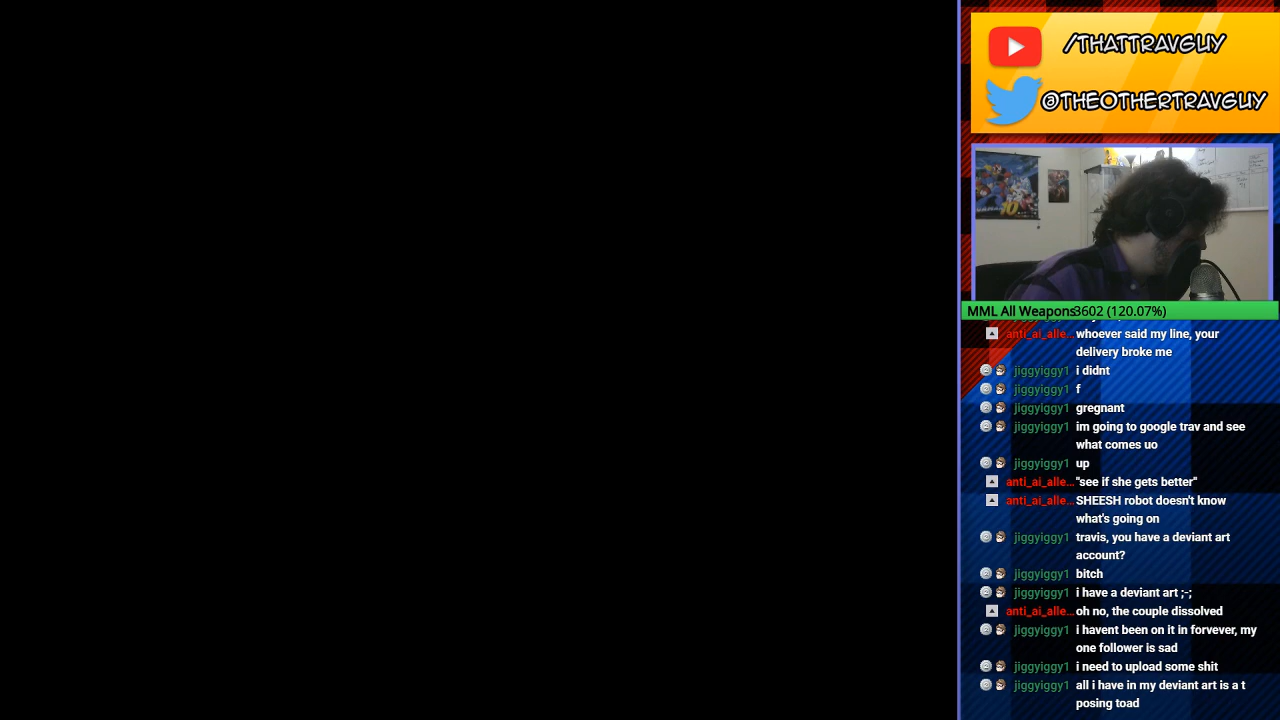 /THATTRAVGUY
@THEOTHERTRAVGUY
10
MML All Weapons 3602 (120.07%)
anti_ai_alle... whoever said my line, your
delivery broke me
jiggyiggy1 i didnt
jiggyiggy1 f
jiggyiggy1 gregnant
jiggyiggy1 im going to google trav and see
what comes uo
jiggyiggy1 up
anti_ai_alle... "see if she gets better"
anti_ai_alle... SHEESH robot doesn't know
what's going on
jiggyiggy1 travis, you have a deviant art
account?
jiggyiggy1 bitch
jiggyiggy1 i have a deviant art ;-;
anti_ai_alle... oh no, the couple dissolved
jiggyiggy1 i havent been on it in forvever, my
one follower is sad
jiggyiggy1 i need to upload some shit
jiggyiggy1 all i have in my deviant art is a t
posing toad